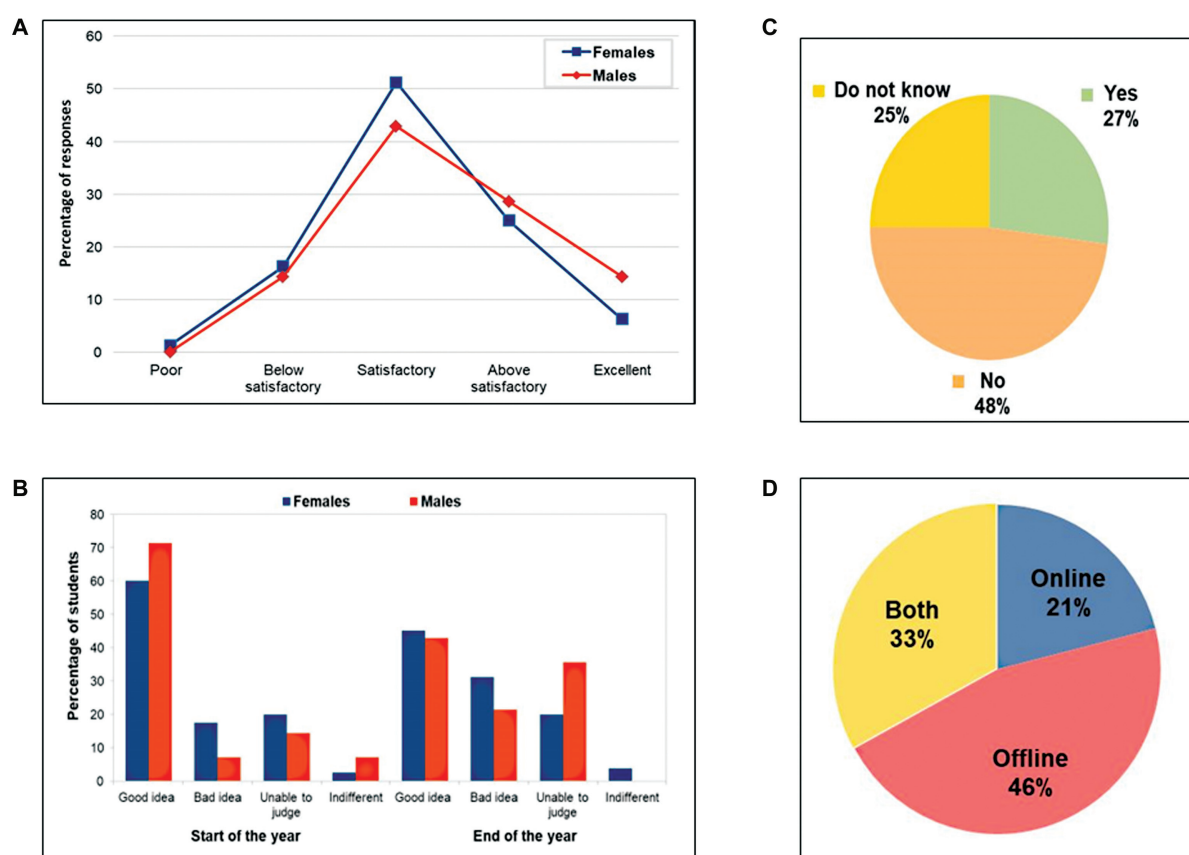 A
60
50
40
30
20
10
0
Percentage of responses
Females
Males
Poor
Below
satisfactory
Satisfactory
Above
satisfactory
Excellent
B
Females
Males
80
70
60
50
40
30
20
10
0
Percentage of students
Good idea
Bad idea
Unable to
judge
Indifferent
Good idea
Bad idea
Unable to
judge
Indifferent
Start of the year
End of the year
C
Do not know
25%
Yes
27%
No
48%
D
Online
21%
Both
33%
Offline
46%